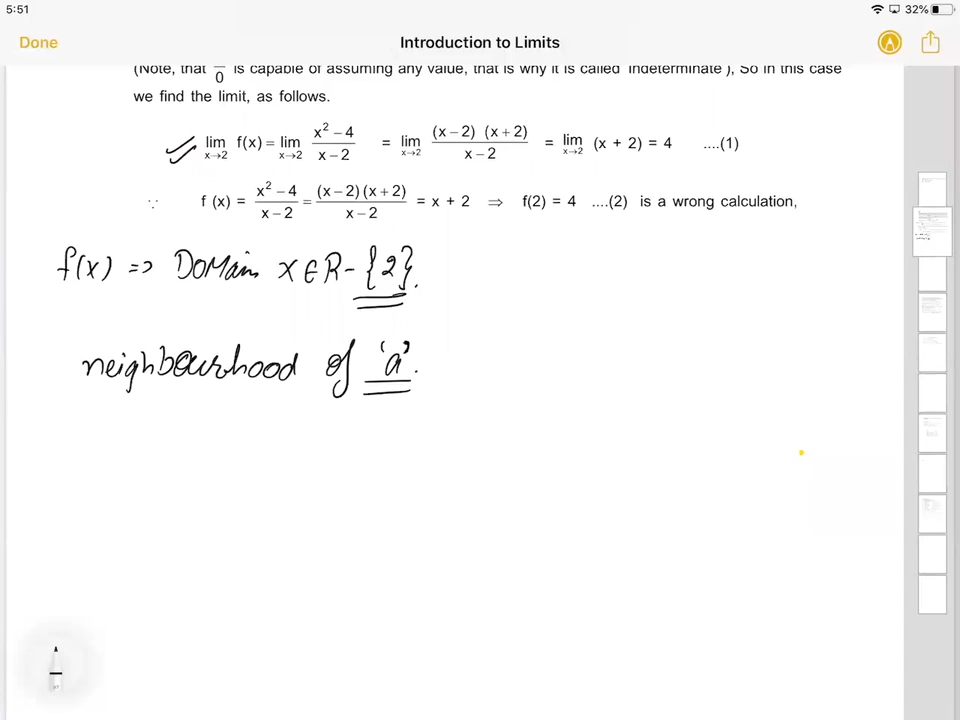 5:51
32%
Done
Introduction to Limits
(Note, that — 0 is capable of assuming any value, that is why it is called 'indeterminate'), So in this case
we find the limit, as follows.
lim x→2 f(x) = lim x→2 (x² – 4)/(x – 2) = lim x→2 (x – 2) (x + 2)/(x – 2) = lim x→2 (x + 2) = 4 ....(1)
∵ f (x) = (x² – 4)/(x – 2) = (x – 2)(x + 2)/(x – 2) = x + 2 ⇒ f(2) = 4 ....(2) is a wrong calculation,
f(x) => DOMain x ∈ R - {2}.
neighbourhood of 'a'.